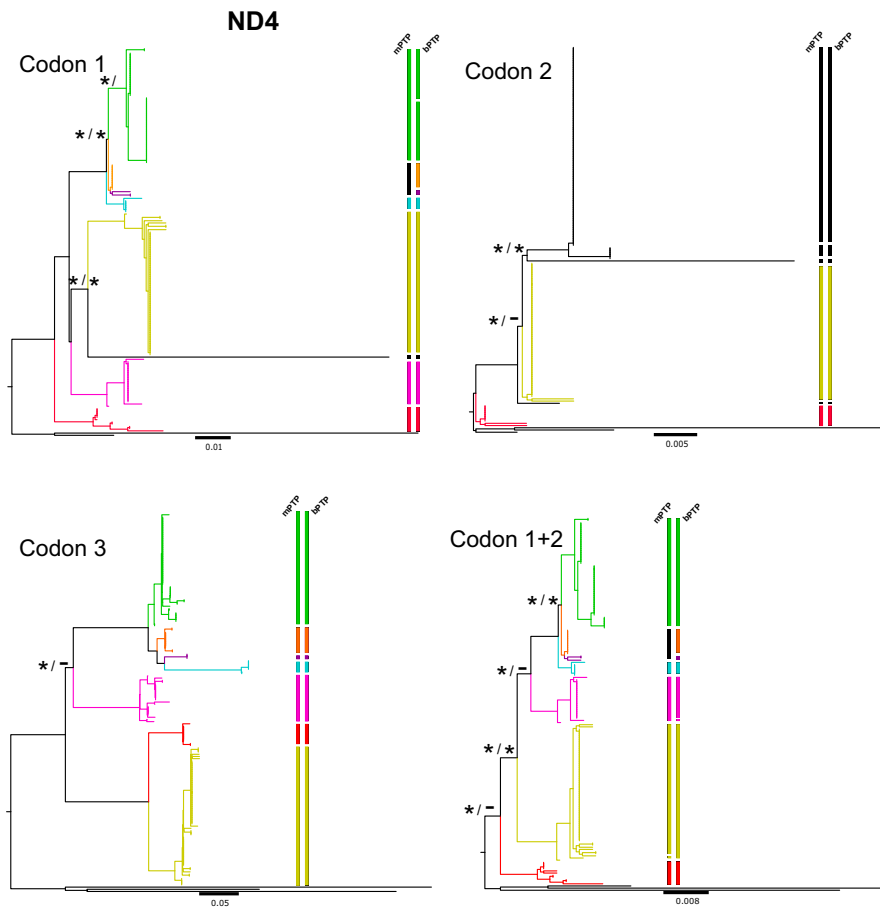 ND4
Codon 1
mPTP
bPTP
*/
*/*
*/*
0.01
Codon 2
mPTP
bPTP
*/*
*/-
0.005
Codon 3
mPTP
bPTP
*/-
0.05
Codon 1+2
mPTP
bPTP
*/*
*/-
*/*
*/-
0.008